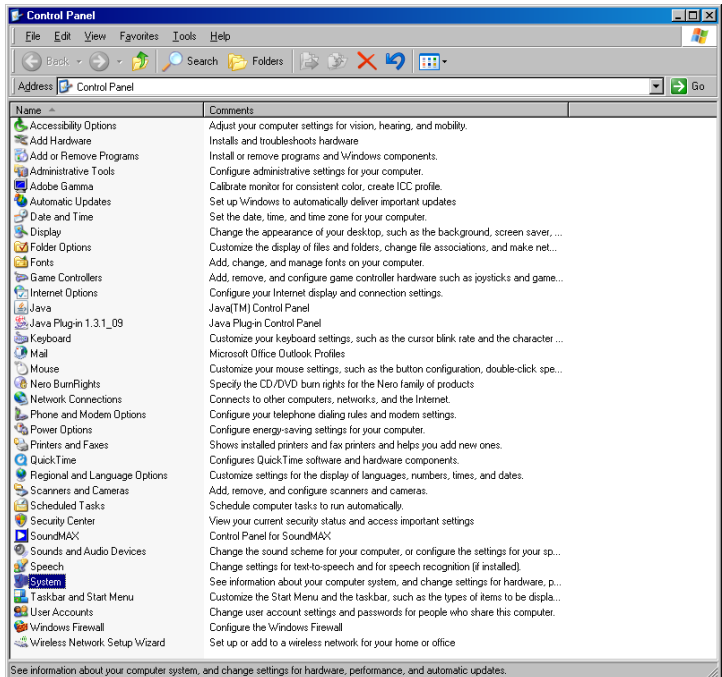 Control Panel
File Edit View Favorites Tools Help
Back Search Folders
Address Control Panel Go
Name Comments
Accessibility Options Adjust your computer settings for vision, hearing, and mobility.
Add Hardware Installs and troubleshoots hardware
Add or Remove Programs Install or remove programs and Windows components.
Administrative Tools Configure administrative settings for your computer.
Adobe Gamma Calibrate monitor for consistent color, create ICC profile.
Automatic Updates Set up Windows to automatically deliver important updates
Date and Time Set the date, time, and time zone for your computer.
Display Change the appearance of your desktop, such as the background, screen saver, ...
Folder Options Customize the display of files and folders, change file associations, and make net...
Fonts Add, change, and manage fonts on your computer.
Game Controllers Add, remove, and configure game controller hardware such as joysticks and game...
Internet Options Configure your Internet display and connection settings.
Java Java(TM) Control Panel
Java Plug-in 1.3.1_09 Java Plug-in Control Panel
Keyboard Customize your keyboard settings, such as the cursor blink rate and the character ...
Mail Microsoft Office Outlook Profiles
Mouse Customize your mouse settings, such as the button configuration, double-click spe...
Nero BurnRights Specify the CD/DVD burn rights for the Nero family of products
Network Connections Connects to other computers, networks, and the Internet.
Phone and Modem Options Configure your telephone dialing rules and modem settings.
Power Options Configure energy-saving settings for your computer.
Printers and Faxes Shows installed printers and fax printers and helps you add new ones.
QuickTime Configures QuickTime software and hardware components.
Regional and Language Options Customize settings for the display of languages, numbers, times, and dates.
Scanners and Cameras Add, remove, and configure scanners and cameras.
Scheduled Tasks Schedule computer tasks to run automatically.
Security Center View your current security status and access important settings
SoundMAX Control Panel for SoundMAX
Sounds and Audio Devices Change the sound scheme for your computer, or configure the settings for your sp...
Speech Change settings for text-to-speech and for speech recognition (if installed).
System See information about your computer system, and change settings for hardware, p...
Taskbar and Start Menu Customize the Start Menu and the taskbar, such as the types of items to be displa...
User Accounts Change user account settings and passwords for people who share this computer.
Windows Firewall Configure the Windows Firewall
Wireless Network Setup Wizard Set up or add to a wireless network for your home or office
See information about your computer system, and change settings for hardware, performance, and automatic updates.